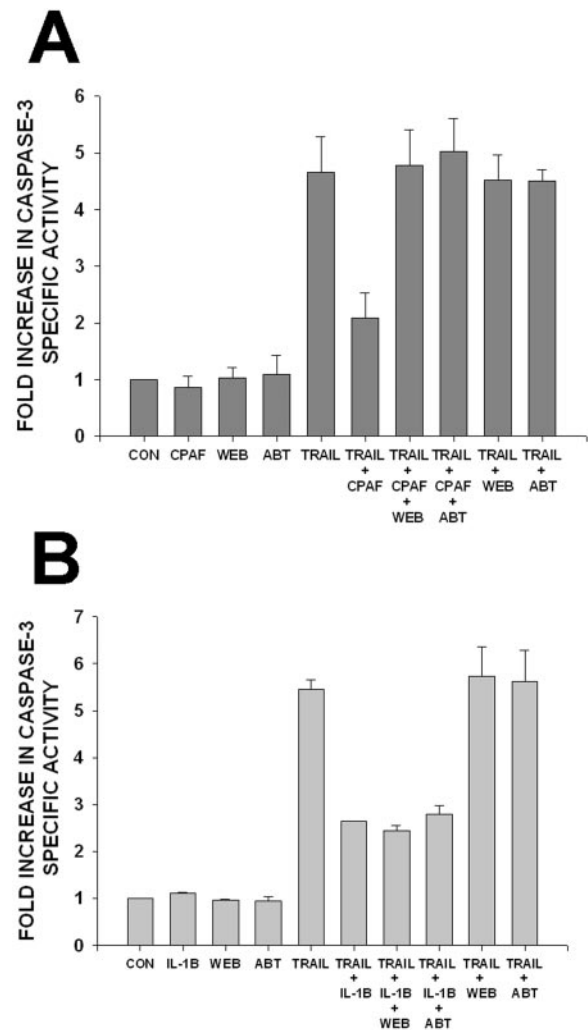 A
FOLD INCREASE IN CASPASE-3
SPECIFIC ACTIVITY
6
5
4
3
2
1
0
CON CPAF WEB ABT TRAIL TRAIL TRAIL TRAIL TRAIL TRAIL
+ + + + +
CPAF CPAF CPAF WEB ABT
+ +
WEB ABT
B
FOLD INCREASE IN CASPASE-3
SPECIFIC ACTIVITY
7
6
5
4
3
2
1
0
CON IL-1B WEB ABT TRAIL TRAIL TRAIL TRAIL TRAIL TRAIL
+ + + + +
IL-1B IL-1B IL-1B WEB ABT
+ +
WEB ABT